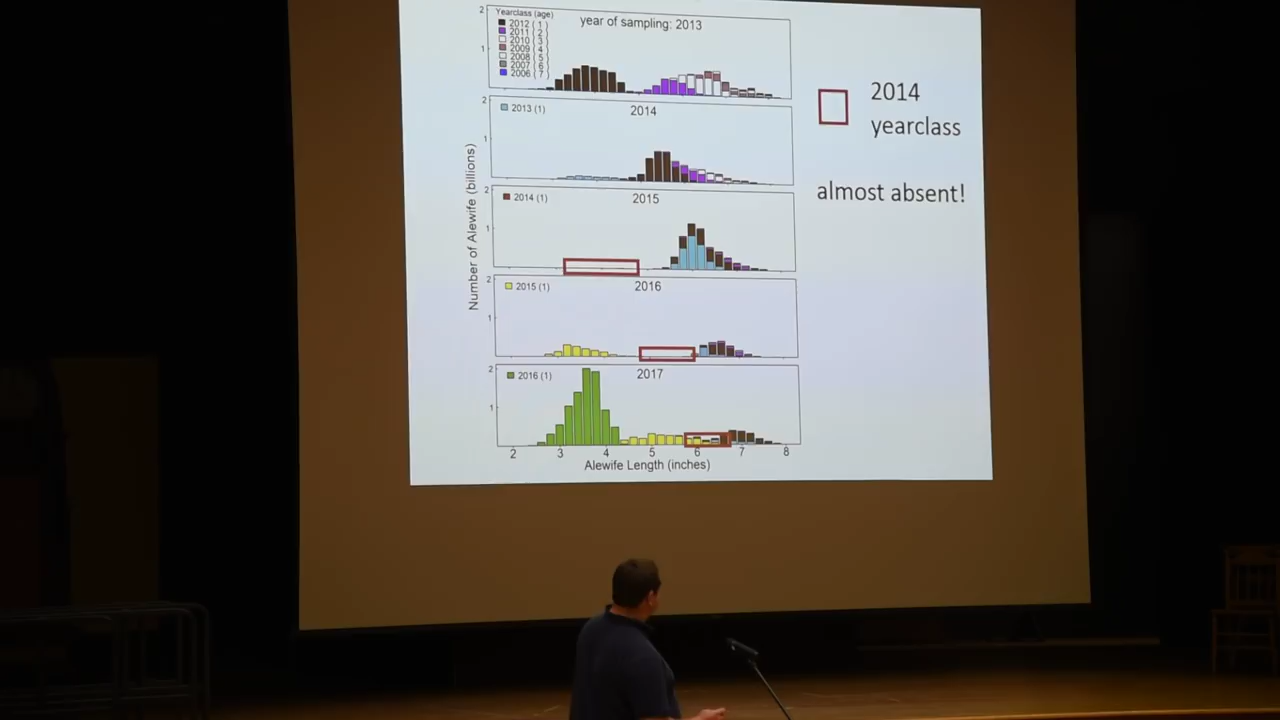 Yearclass (age)
2012 ( 1 )
2011 ( 2 )
2010 ( 3 )
2009 ( 4 )
2008 ( 5 )
2007 ( 6 )
2006 ( 7 )
year of sampling: 2013
2
1
2013 (1)
2014
2
1
2014 (1)
2015
2
1
2015 (1)
2016
2
1
2016 (1)
2017
2
1
2 3 4 5 6 7 8
Alewife Length (inches)
Number of Alewife (billions)
2014
yearclass
almost absent!